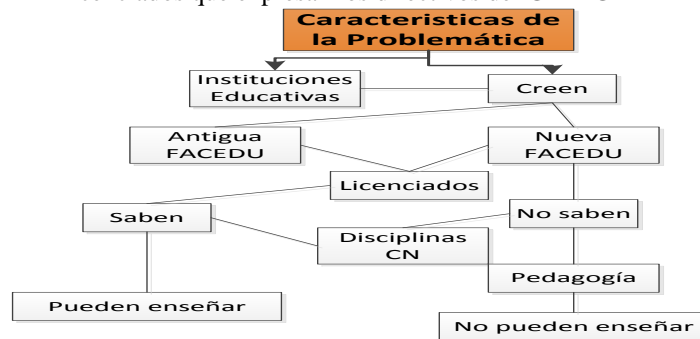 Caracteristicas de
la Problemática
Instituciones
Educativas
Creen
Antigua
FACEDU
Nueva
FACEDU
Licenciados
Saben
No saben
Disciplinas
CN
Pedagogía
Pueden enseñar
No pueden enseñar